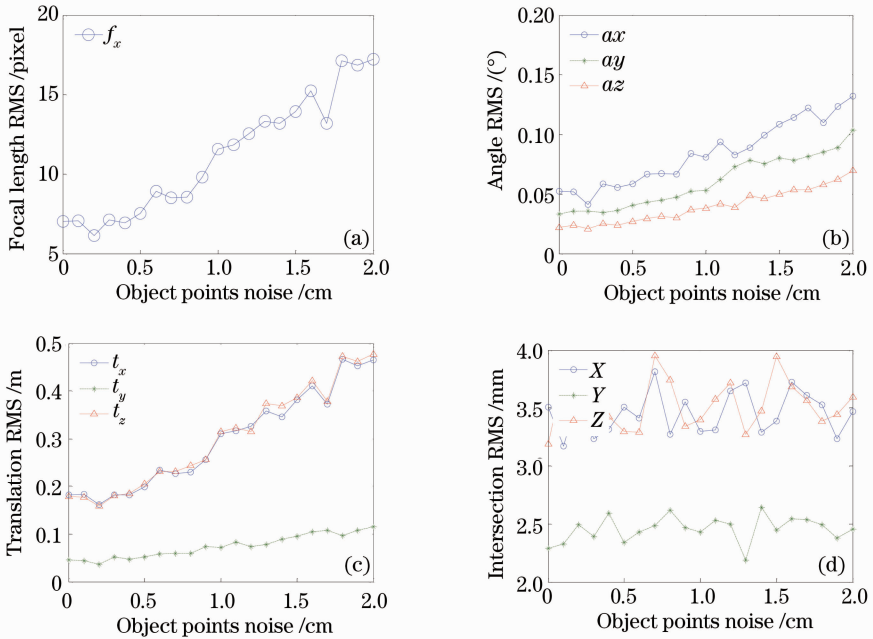 20
f_x
15
10
5
Focal length RMS /pixel
(a)
0 0.5 1.0 1.5 2.0
Object points noise /cm
0.20
ax
ay
az
0.15
0.10
0.05
0
Angle RMS /(°)
(b)
0 0.5 1.0 1.5 2.0
Object points noise /cm
0.5
t_x
t_y
t_z
0.4
0.3
0.2
0.1
0
Translation RMS /m
(c)
0 0.5 1.0 1.5 2.0
Object points noise /cm
4.0
X
Y
Z
3.5
3.0
2.5
2.0
Intersection RMS /mm
(d)
0 0.5 1.0 1.5 2.0
Object points noise /cm